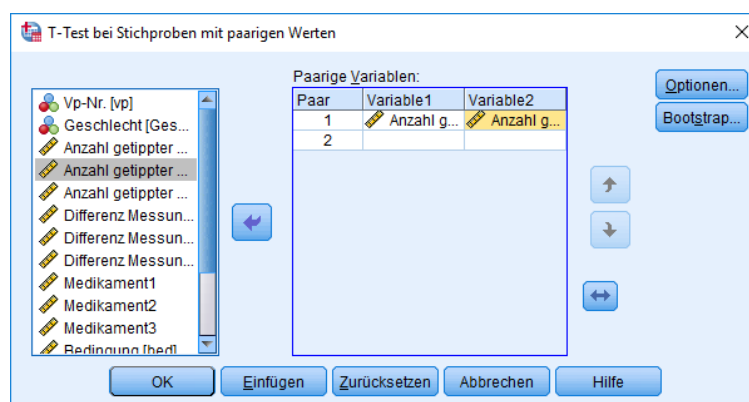 T-Test bei Stichproben mit paarigen Werten
Vp-Nr. [vp]
Geschlecht [Ges...
Anzahl getippter ...
Anzahl getippter ...
Anzahl getippter ...
Differenz Messun...
Differenz Messun...
Differenz Messun...
Medikament1
Medikament2
Medikament3
Bedingung [bed]
Paarige Variablen:
Paar Variable1 Variable2
1 Anzahl g... Anzahl g...
2
Optionen...
Bootstrap...
OK Einfügen Zurücksetzen Abbrechen Hilfe